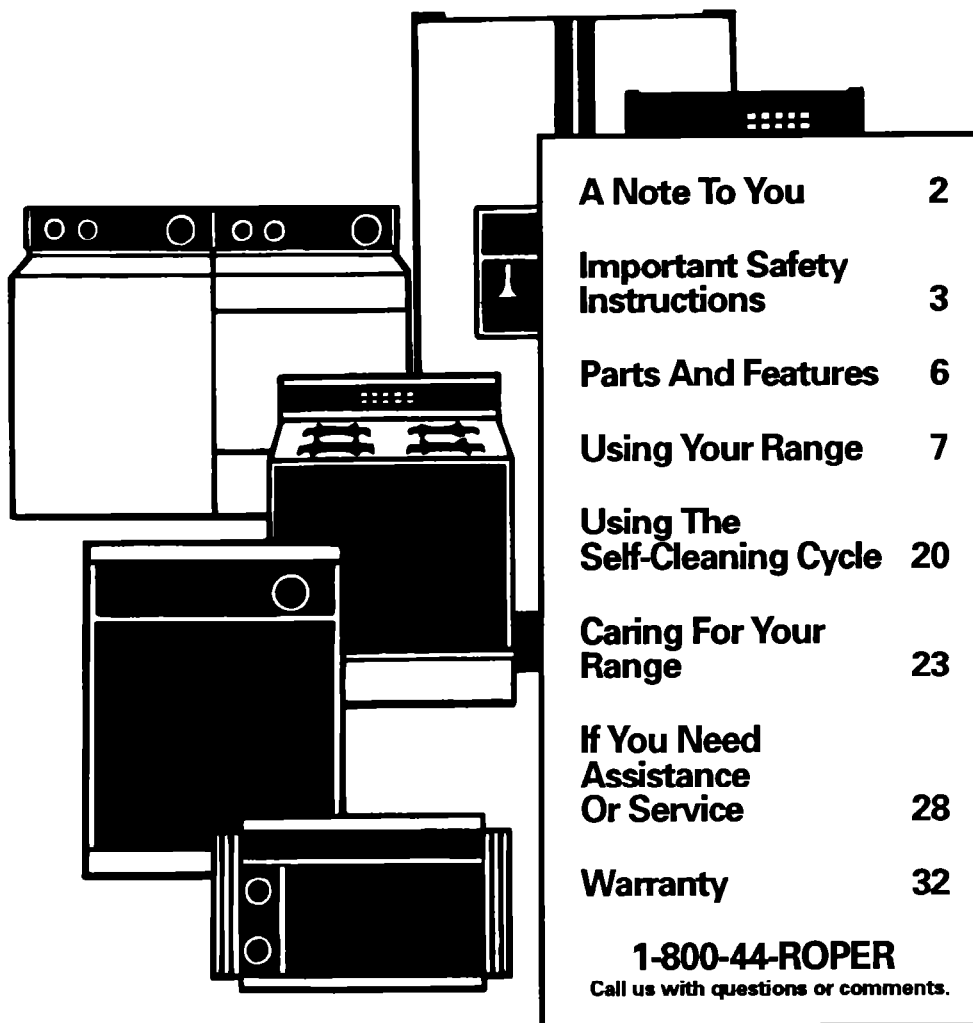 A Note To You 2
Important Safety
Instructions 3
Parts And Features 6
Using Your Range 7
Using The
Self-Cleaning Cycle 20
Caring For Your
Range 23
If You Need
Assistance
Or Service 28
Warranty 32
1-800-44-ROPER
Call us with questions or comments.